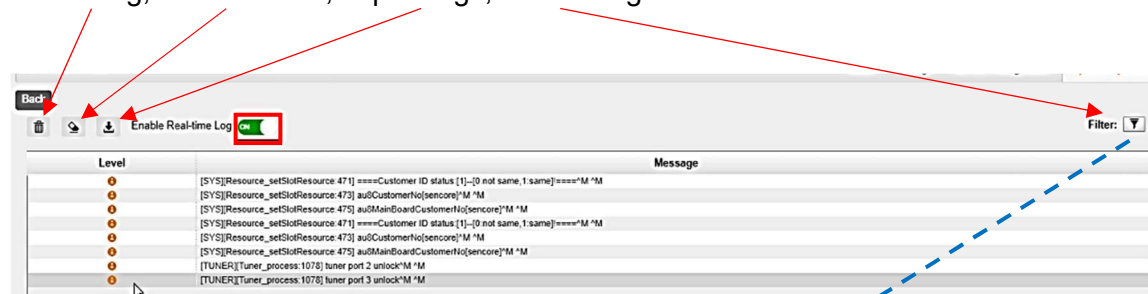 Back
Enable Real-time Log ON Filter:
Level Message
[SYS][Resource_setSlotResource:471] ====Customer ID status:[1]--[0:not same,1:same]!====^M ^M
[SYS][Resource_setSlotResource:473] au8CustomerNo[sencore]^M ^M
[SYS][Resource_setSlotResource:475] au8MainBoardCustomerNo[sencore]^M ^M
[SYS][Resource_setSlotResource:471] ====Customer ID status:[1]--[0:not same,1:same]!====^M ^M
[SYS][Resource_setSlotResource:473] au8CustomerNo[sencore]^M ^M
[SYS][Resource_setSlotResource:475] au8MainBoardCustomerNo[sencore]^M ^M
[TUNER][Tuner_process:1078] tuner port 2 unlock^M ^M
[TUNER][Tuner_process:1078] tuner port 3 unlock^M ^M